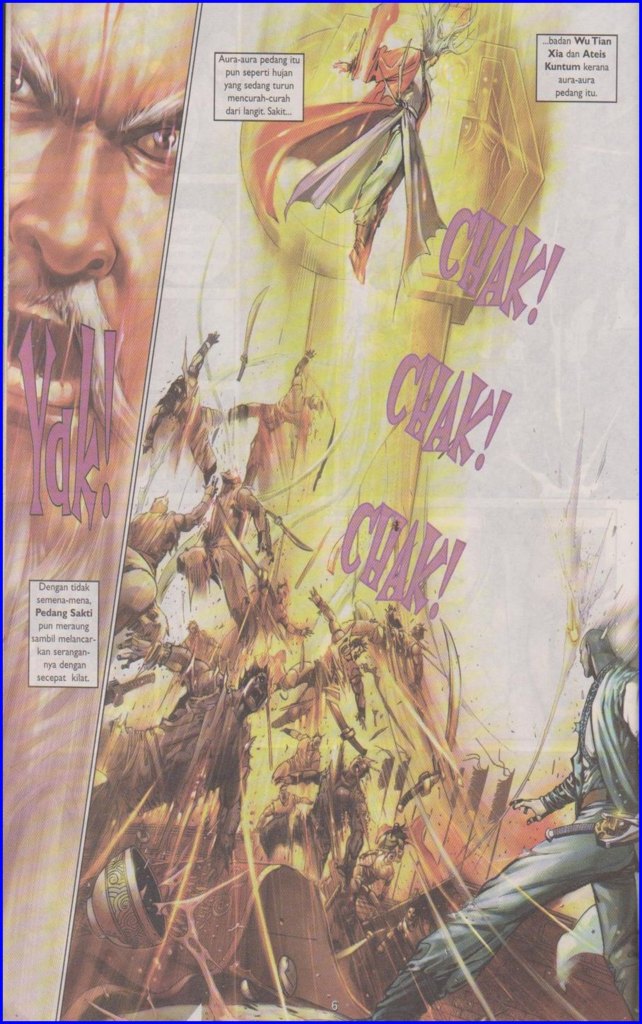 Aura-aura pedang itu
pun seperti hujan
yang sedang turun
mencurah-curah
dari langit. Sakit...
...badan Wu Tian
Xia dan Ateis
Kuntum kerana
aura-aura
pedang itu.
CHAK!
CHAK!
CHAK!
Yak!
Dengan tidak
semena-mena,
Pedang Sakti
pun meraung
sambil melancar-
kan serangan-
nya dengan
secepat kilat.
6